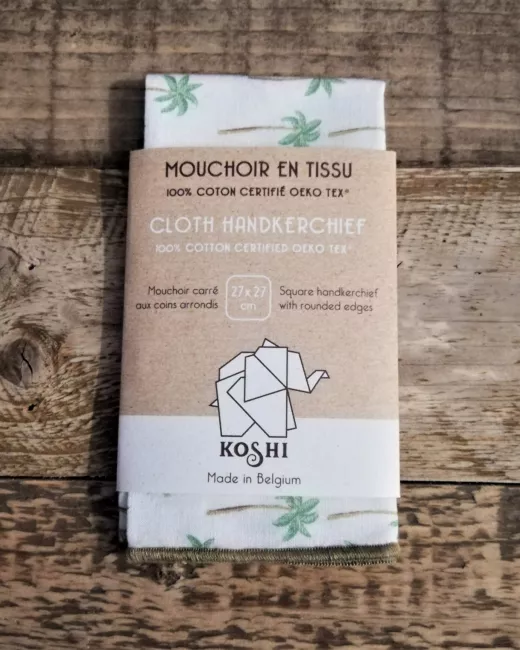 MOUCHOIR EN TISSU
100% COTON CERTIFIÉ OEKO TEX®
CLOTH HANDKERCHIEF
100% COTTON CERTIFIED OEKO TEX®
Mouchoir carré
aux coins arrondis
27 x 27
cm
Square handkerchief
with rounded edges
KOSHI
Made in Belgium